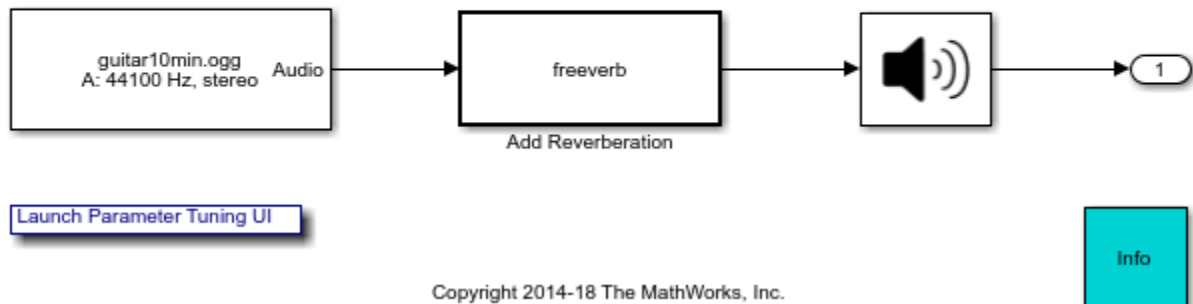 guitar10min.ogg
A: 44100 Hz, stereo
Audio
freeverb
1
Add Reverberation
Launch Parameter Tuning UI
Info
Copyright 2014-18 The MathWorks, Inc.